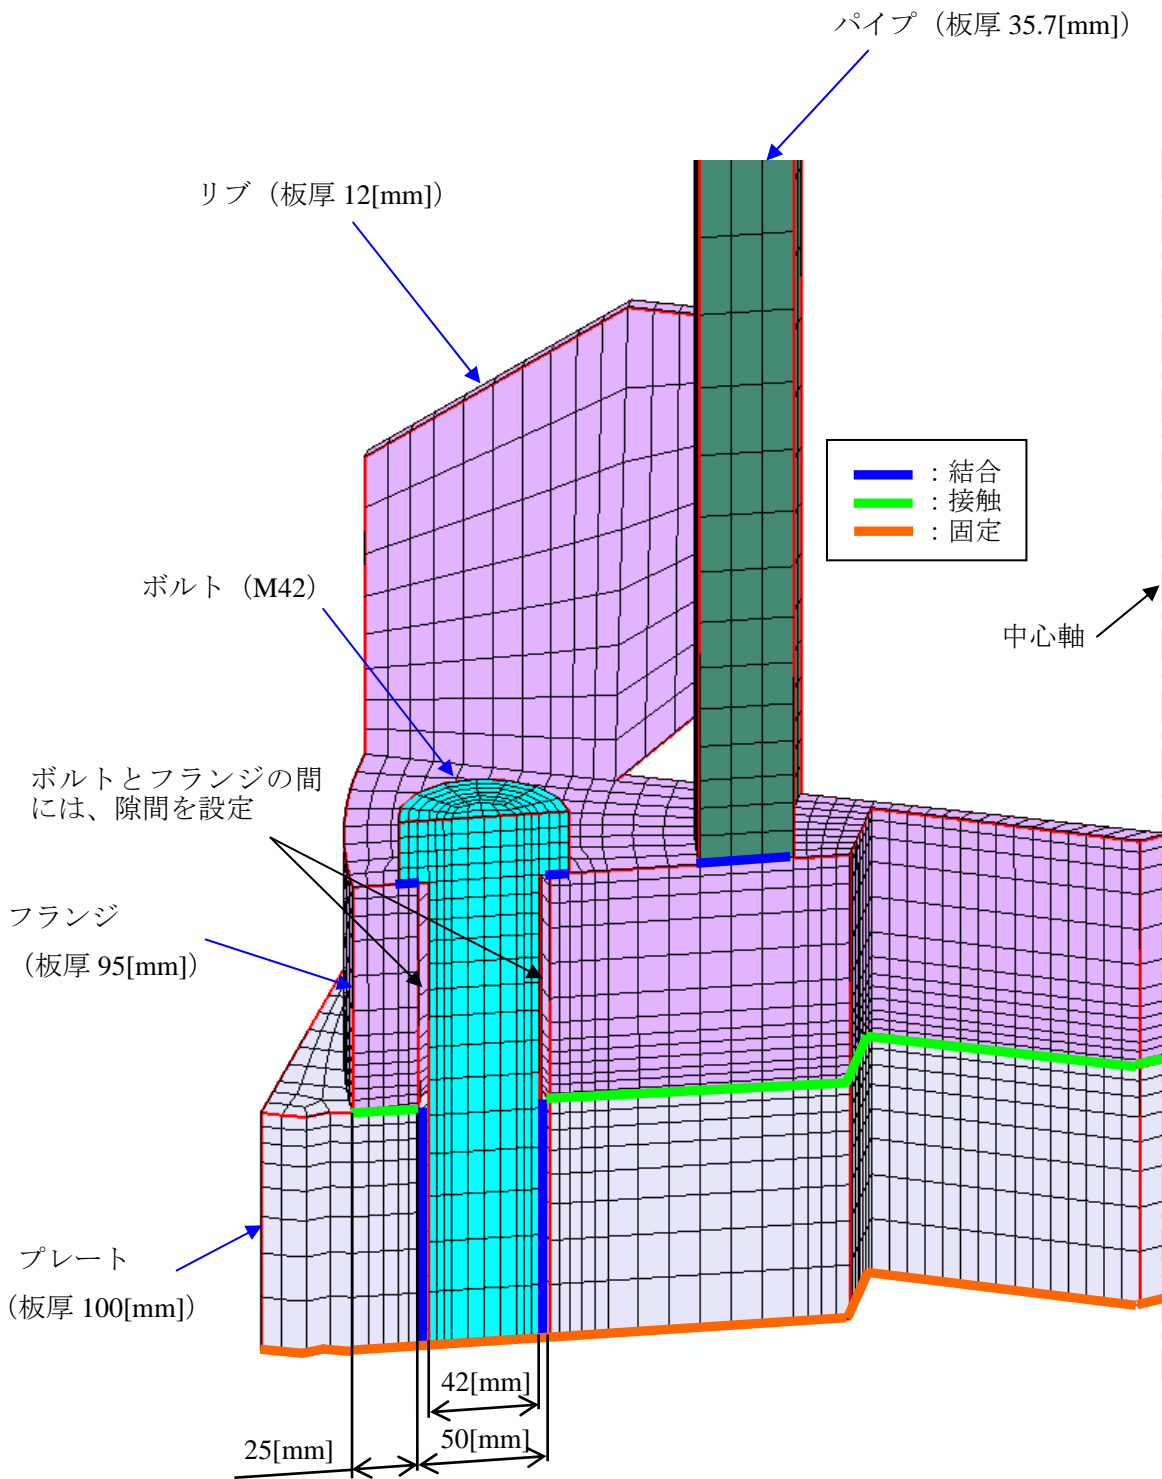 パイプ（板厚 35.7[mm]）
リブ（板厚 12[mm]）
：結合
：接触
：固定
ボルト（M42）
中心軸
ボルトとフランジの間
には、隙間を設定
フランジ
（板厚 95[mm]）
プレート
（板厚 100[mm]）
42[mm]
25[mm]
50[mm]